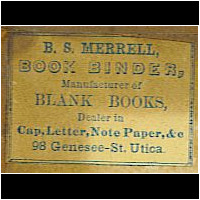 B. S. MERRELL,
BOOK BINDER,
Manufacturer of
BLANK BOOKS,
Dealer in
Cap, Letter, Note Paper, &c
98 Genesee-St. Utica.